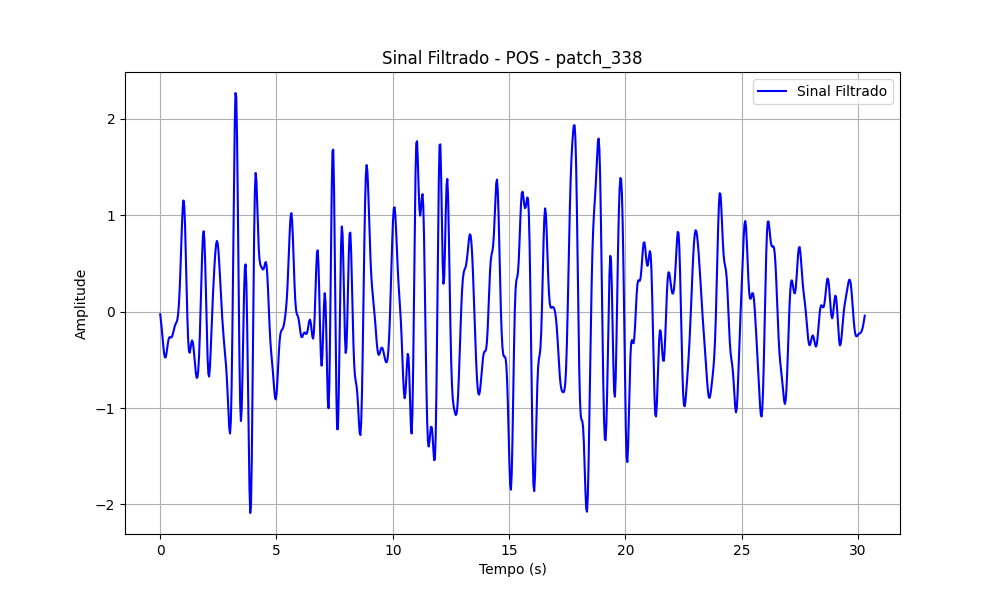 Sinal Filtrado - POS - patch_338
Sinal Filtrado
Amplitude
2
1
0
−1
−2
0 5 10 15 20 25 30
Tempo (s)